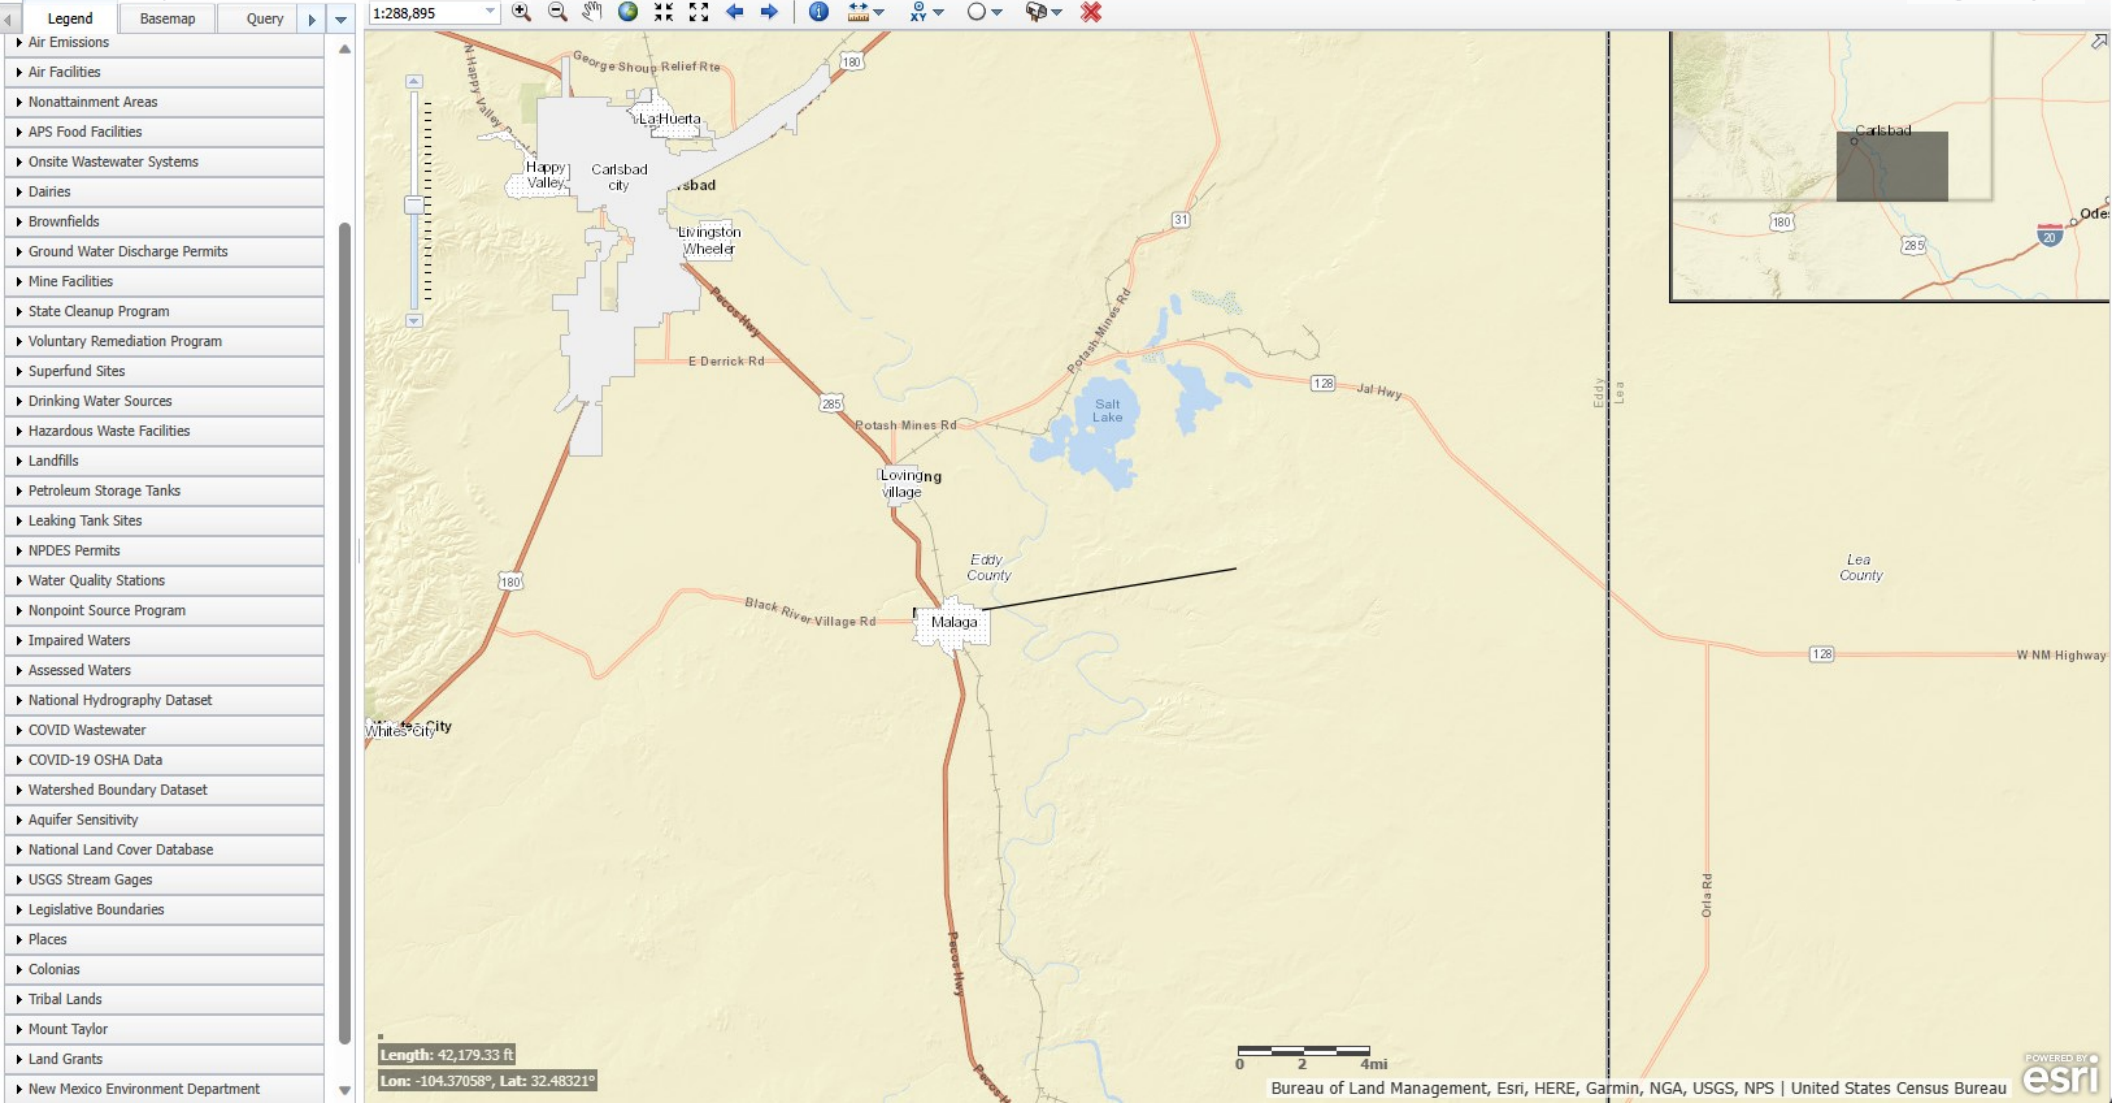 Legend
Basemap
Query
1:288,895
Air Emissions
Air Facilities
Nonattainment Areas
APS Food Facilities
Onsite Wastewater Systems
Dairies
Brownfields
Ground Water Discharge Permits
Mine Facilities
State Cleanup Program
Voluntary Remediation Program
Superfund Sites
Drinking Water Sources
Hazardous Waste Facilities
Landfills
Petroleum Storage Tanks
Leaking Tank Sites
NPDES Permits
Water Quality Stations
Nonpoint Source Program
Impaired Waters
Assessed Waters
National Hydrography Dataset
COVID Wastewater
COVID-19 OSHA Data
Watershed Boundary Dataset
Aquifer Sensitivity
National Land Cover Database
USGS Stream Gages
Legislative Boundaries
Places
Colonias
Tribal Lands
Mount Taylor
Land Grants
New Mexico Environment Department
XY
George Shoup Relief Rte
180
N Happy Valley
La Huerta
Happy
Valley
Carlsbad
city
rsbad
Livingston
Wheeler
31
Pecos Hwy
Potash Mines Rd
E Derrick Rd
285
128
Jal Hwy
Salt
Lake
Potash Mines Rd
Loving
village
ng
Eddy
Lea
Eddy
County
Lea
County
180
Black River Village Rd
Malaga
128
W NM Highway
Whites City
City
Orla Rd
Pecos Hwy
Pecos H
Carlsbad
180
285
20
Ode
Length: 42,179.33 ft
Lon: -104.37058°, Lat: 32.48321°
0 2 4mi
Bureau of Land Management, Esri, HERE, Garmin, NGA, USGS, NPS | United States Census Bureau
POWERED BY
esri